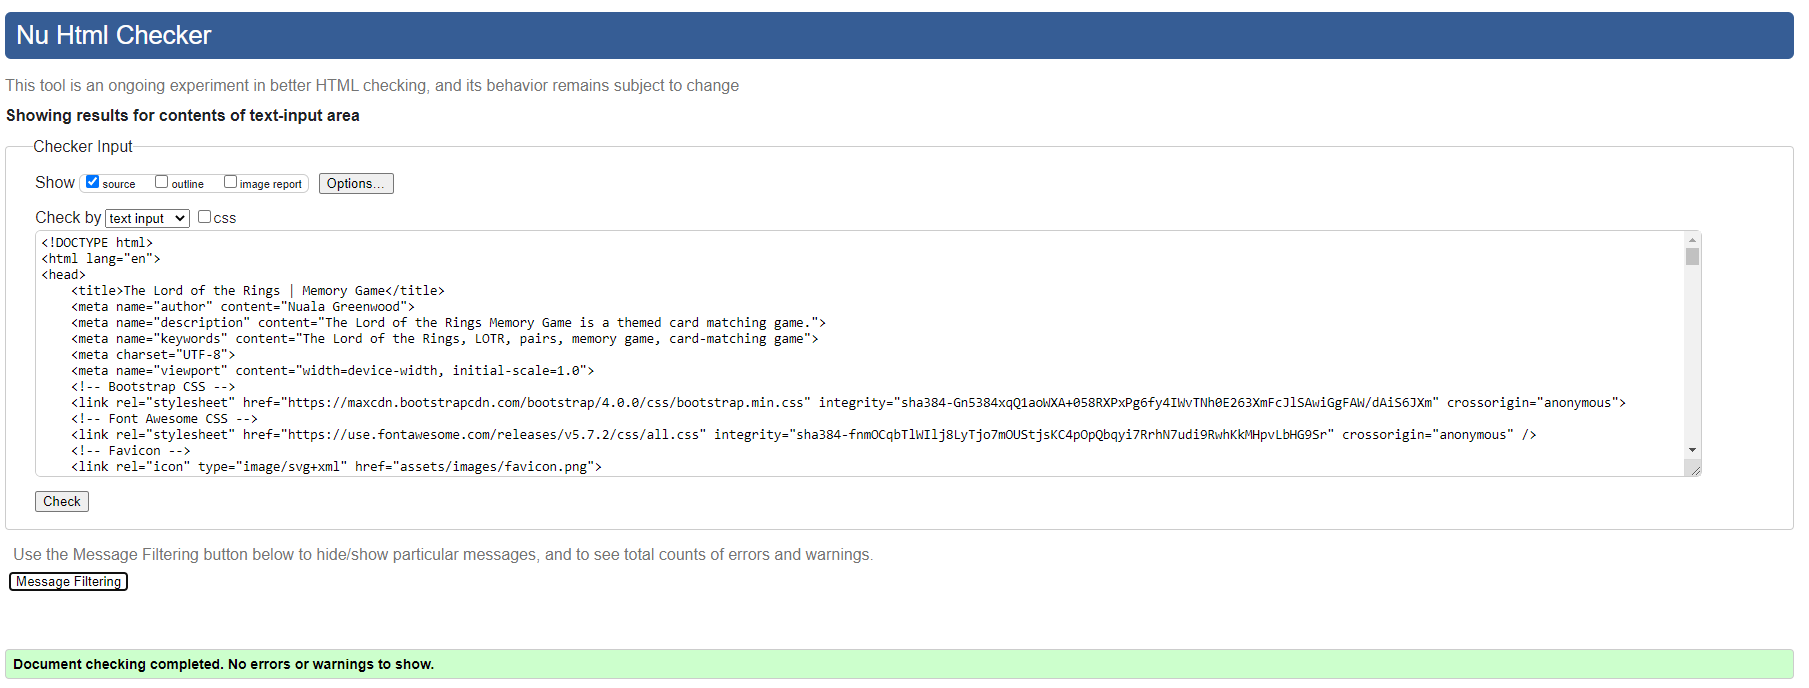 Nu Html Checker
This tool is an ongoing experiment in better HTML checking, and its behavior remains subject to change
Showing results for contents of text-input area
Checker Input
Show source outline image report Options...
Check by text input css
<!DOCTYPE html>
<html lang="en">
<head>
<title>The Lord of the Rings | Memory Game</title>
<meta name="author" content="Nuala Greenwood">
<meta name="description" content="The Lord of the Rings Memory Game is a themed card matching game.">
<meta name="keywords" content="The Lord of the Rings, LOTR, pairs, memory game, card-matching game">
<meta charset="UTF-8">
<meta name="viewport" content="width=device-width, initial-scale=1.0">
<!-- Bootstrap CSS -->
<link rel="stylesheet" href="https://maxcdn.bootstrapcdn.com/bootstrap/4.0.0/css/bootstrap.min.css" integrity="sha384-Gn5384xqQ1aoWXA+058RXPxPg6fy4IWvTNh0E263XmFcJlSAwiGgFAW/dAiS6JXm" crossorigin="anonymous">
<!-- Font Awesome CSS -->
<link rel="stylesheet" href="https://use.fontawesome.com/releases/v5.7.2/css/all.css" integrity="sha384-fnmOCqbTlWIlj8LyTjo7mOUStjsKC4pOpQbqyi7RrhN7udi9RwhKkMHpvLbHG9Sr" crossorigin="anonymous" />
<!-- Favicon -->
<link rel="icon" type="image/svg+xml" href="assets/images/favicon.png">
Check
Use the Message Filtering button below to hide/show particular messages, and to see total counts of errors and warnings.
Message Filtering
Document checking completed. No errors or warnings to show.